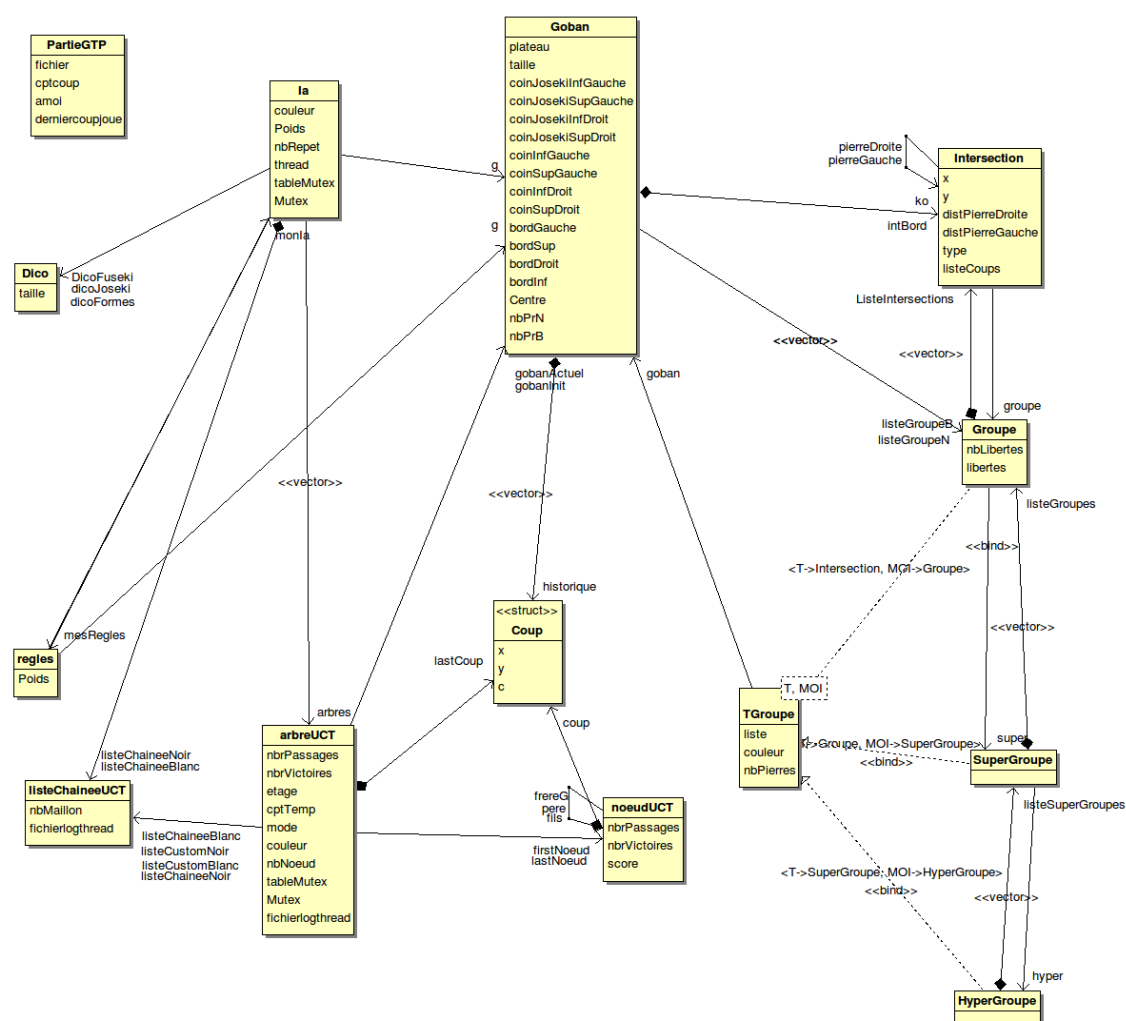 PartieGTP
fichier
cptcoup
amoi
derniercoupjoue
Ia
couleur
Poids
nbRepet
thread
tableMutex
Mutex
monIa
Goban
plateau
taille
coinJosekiInfGauche
coinJosekiSupGauche
coinJosekiInfDroit
coinJosekiSupDroit
coinInfGauche
coinSupGauche
coinInfDroit
coinSupDroit
bordGauche
bordSup
bordDroit
bordInf
Centre
nbPrN
nbPrB
g
g
gobanActuel
gobanInit
goban
pierreDroite
pierreGauche
Intersection
x
y
distPierreDroite
distPierreGauche
type
listeCoups
ko
intBord
Dico
taille
DicoFuseki
dicoJoseki
dicoFormes
ListeIntersections
<<vector>>
<<vector>>
groupe
listeGroupeB
listeGroupeN
Groupe
nbLibertes
libertes
listeGroupes
<<vector>>
<<vector>>
<<bind>>
<T->Intersection, MOI->Groupe>
historique
<<struct>>
Coup
x
y
c
lastCoup
coup
<<vector>>
mesRegles
regles
Poids
T, MOI
TGroupe
liste
couleur
nbPierres
T->Groupe, MOI->SuperGroupe>
<<bind>>
super
SuperGroupe
listeSuperGroupes
arbres
arbreUCT
nbrPassages
nbrVictoires
etage
cptTemp
mode
couleur
nbNoeud
tableMutex
Mutex
fichierlogthread
listeChaineeNoir
listeChaineeBlanc
listeChaineeUCT
nbMaillon
fichierlogthread
listeChaineeBlanc
listeCustomNoir
listeCustomBlanc
listeChaineeNoir
frereG
pere
fils
firstNoeud
lastNoeud
noeudUCT
nbrPassages
nbrVictoires
score
<T->SuperGroupe, MOI->HyperGroupe>
<<bind>>
<<vector>>
hyper
HyperGroupe